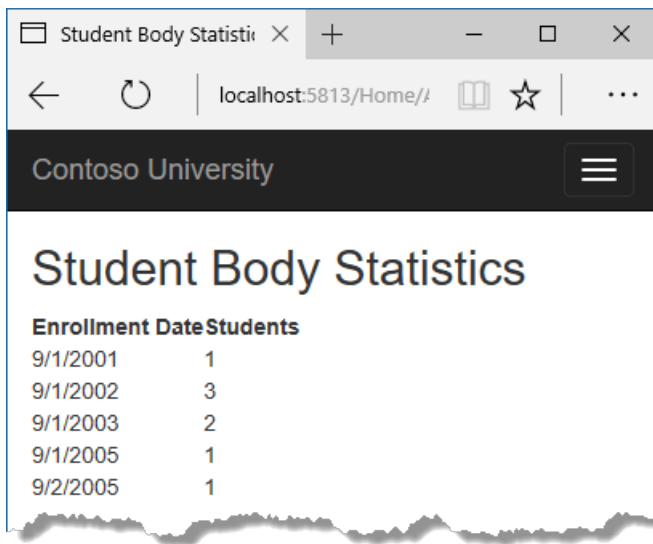 Student Body Statisti
localhost:5813/Home/
Contoso University
Student Body Statistics
Enrollment Date Students
9/1/2001 1
9/1/2002 3
9/1/2003 2
9/1/2005 1
9/2/2005 1